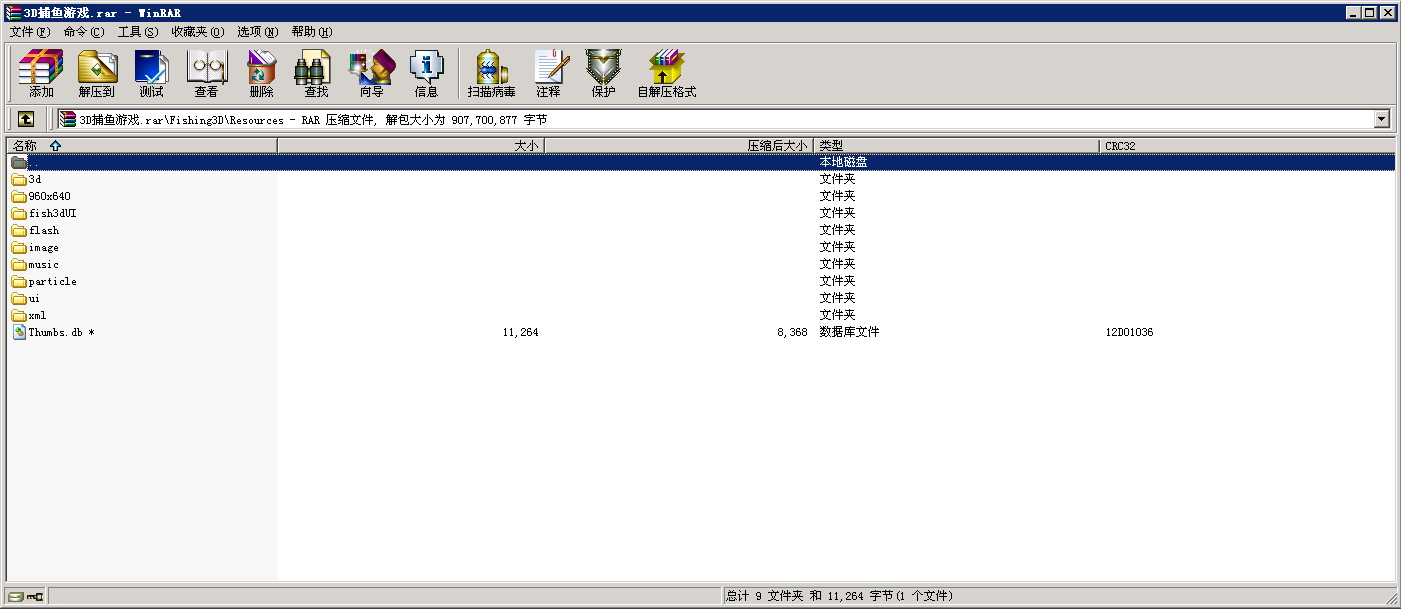 3D捕鱼游戏.rar - WinRAR
文件(F) 命令(C) 工具(S) 收藏夹(O) 选项(N) 帮助(H)
添加 解压到 测试 查看 删除 查找 向导 信息 扫描病毒 注释 保护 自解压格式
3D捕鱼游戏.rar\Fishing3D\Resources - RAR 压缩文件, 解包大小为 907,700,877 字节
名称 大小 压缩后大小 类型 CRC32
.. 本地磁盘
3d 文件夹
960x640 文件夹
fish3dUI 文件夹
flash 文件夹
image 文件夹
music 文件夹
particle 文件夹
ui 文件夹
xml 文件夹
Thumbs.db * 11,264 8,368 数据库文件 12D01036
总计 9 文件夹 和 11,264 字节(1 个文件)